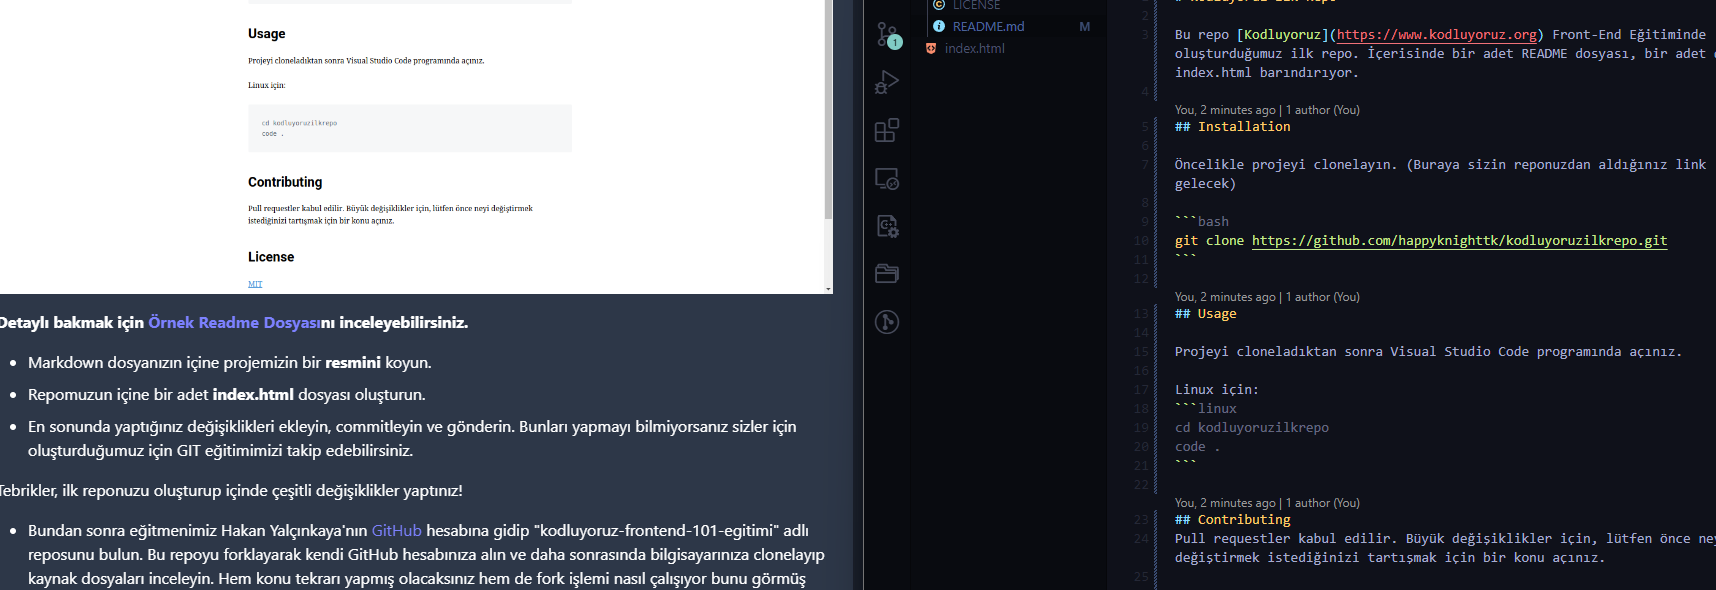 Usage
Projeyi cloneladıktan sonra Visual Studio Code programında açınız.
Linux için:
cd kodluyoruzilkrepo
code .
Contributing
Pull requestler kabul edilir. Büyük değişiklikler için, lütfen önce neyi değiştirmek
istediğinizi tartışmak için bir konu açınız.
License
MIT
Detaylı bakmak için Örnek Readme Dosyasını inceleyebilirsiniz.
• Markdown dosyanızın içine projemizin bir resmini koyun.
• Repomuzun içine bir adet index.html dosyası oluşturun.
• En sonunda yaptığınız değişiklikleri ekleyin, commitleyin ve gönderin. Bunları yapmayı bilmiyorsanız sizler için
oluşturduğumuz için GIT eğitimimizi takip edebilirsiniz.
Tebrikler, ilk reponuzu oluşturup içinde çeşitli değişiklikler yaptınız!
• Bundan sonra eğitmenimiz Hakan Yalçınkaya'nın GitHub hesabına gidip "kodluyoruz-frontend-101-egitimi" adlı
reposunu bulun. Bu repoyu forklayarak kendi GitHub hesabınıza alın ve daha sonrasında bilgisayarınıza clonelayıp
kaynak dosyaları inceleyin. Hem konu tekrarı yapmış olacaksınız hem de fork işlemi nasıl çalışıyor bunu görmüş
1
LICENSE
README.md M
index.html
2
3 Bu repo [Kodluyoruz](https://www.kodluyoruz.org) Front-End Eğitiminde
oluşturduğumuz ilk repo. İçerisinde bir adet README dosyası, bir adet
index.html barındırıyor.
4
You, 2 minutes ago | 1 author (You)
5 ## Installation
6
7 Öncelikle projeyi clonelayın. (Buraya sizin reponuzdan aldığınız link
gelecek)
8
9 ```bash
10 git clone https://github.com/happyknighttk/kodluyoruzilkrepo.git
11 ```
12
You, 2 minutes ago | 1 author (You)
13 ## Usage
14
15 Projeyi cloneladıktan sonra Visual Studio Code programında açınız.
16
17 Linux için:
18 ```linux
19 cd kodluyoruzilkrepo
20 code .
21 ```
22
You, 2 minutes ago | 1 author (You)
23 ## Contributing
24 Pull requestler kabul edilir. Büyük değişiklikler için, lütfen önce ney
değiştirmek istediğinizi tartışmak için bir konu açınız.
25